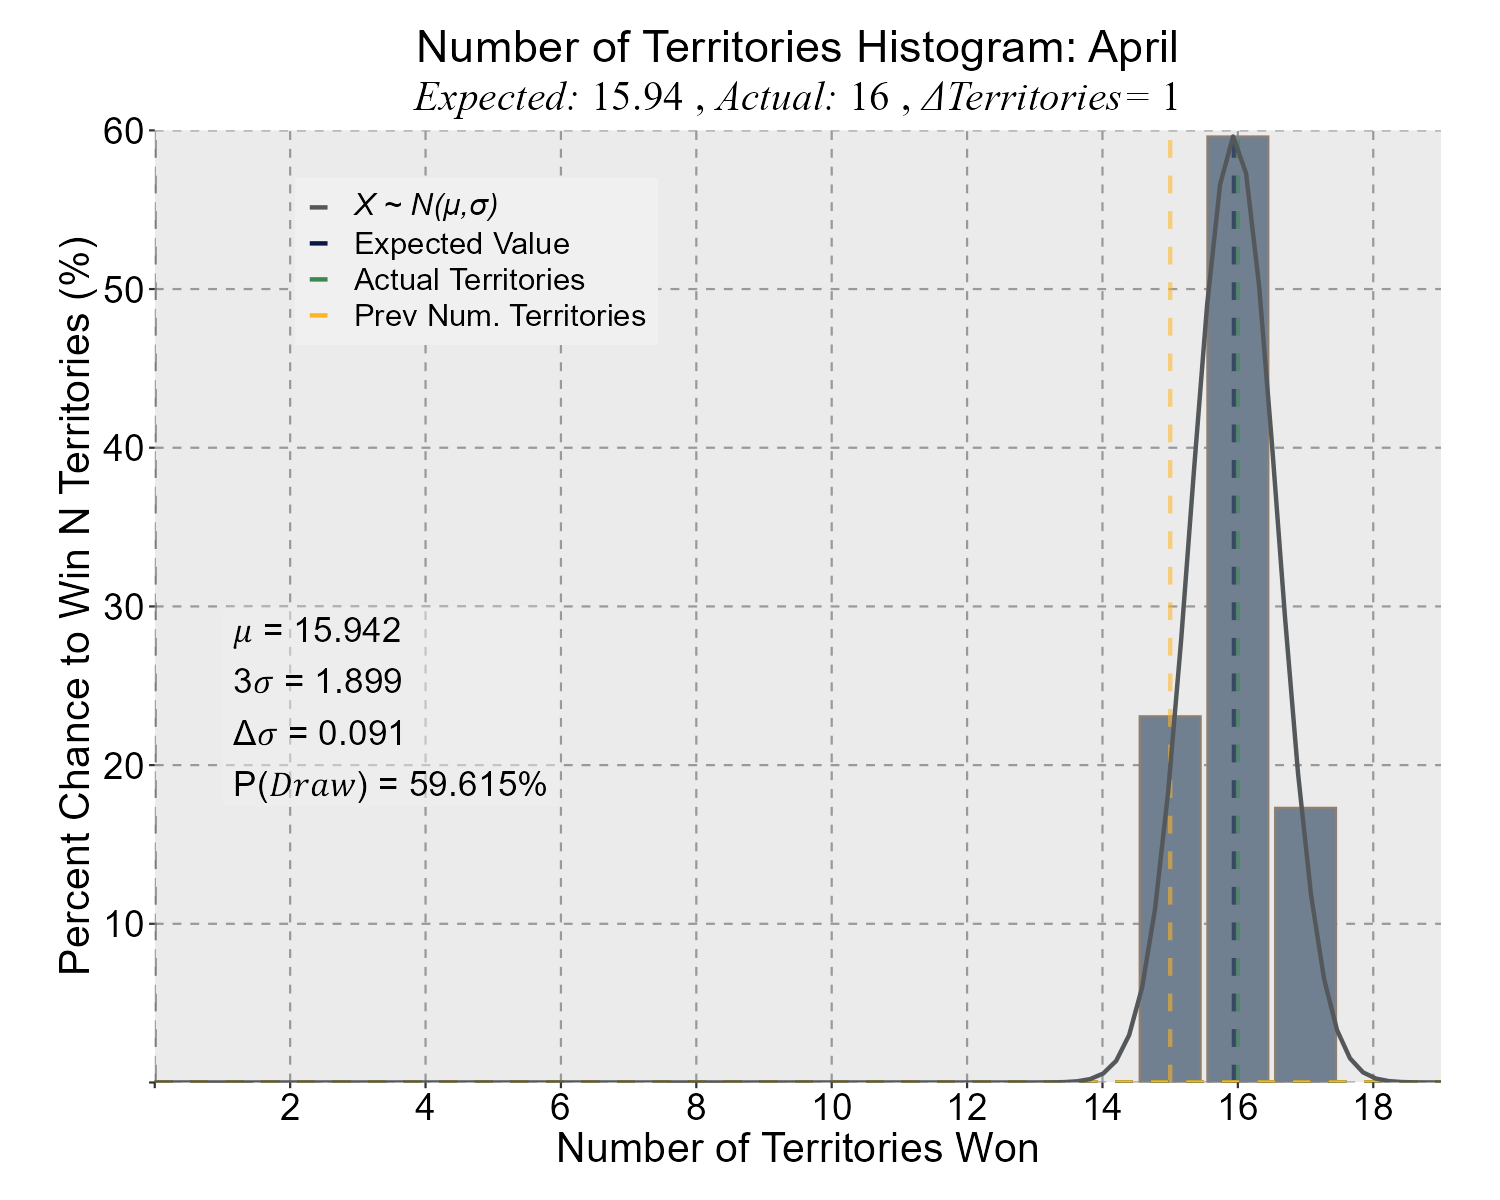 Number of Territories Histogram: April
Expected: 15.94 , Actual: 16 , ΔTerritories= 1
Percent Chance to Win N Territories (%)
60
50
40
30
20
10
X ~ N(μ,σ)
Expected Value
Actual Territories
Prev Num. Territories
μ = 15.942
3σ = 1.899
Δσ = 0.091
P(Draw) = 59.615%
2 4 6 8 10 12 14 16 18
Number of Territories Won